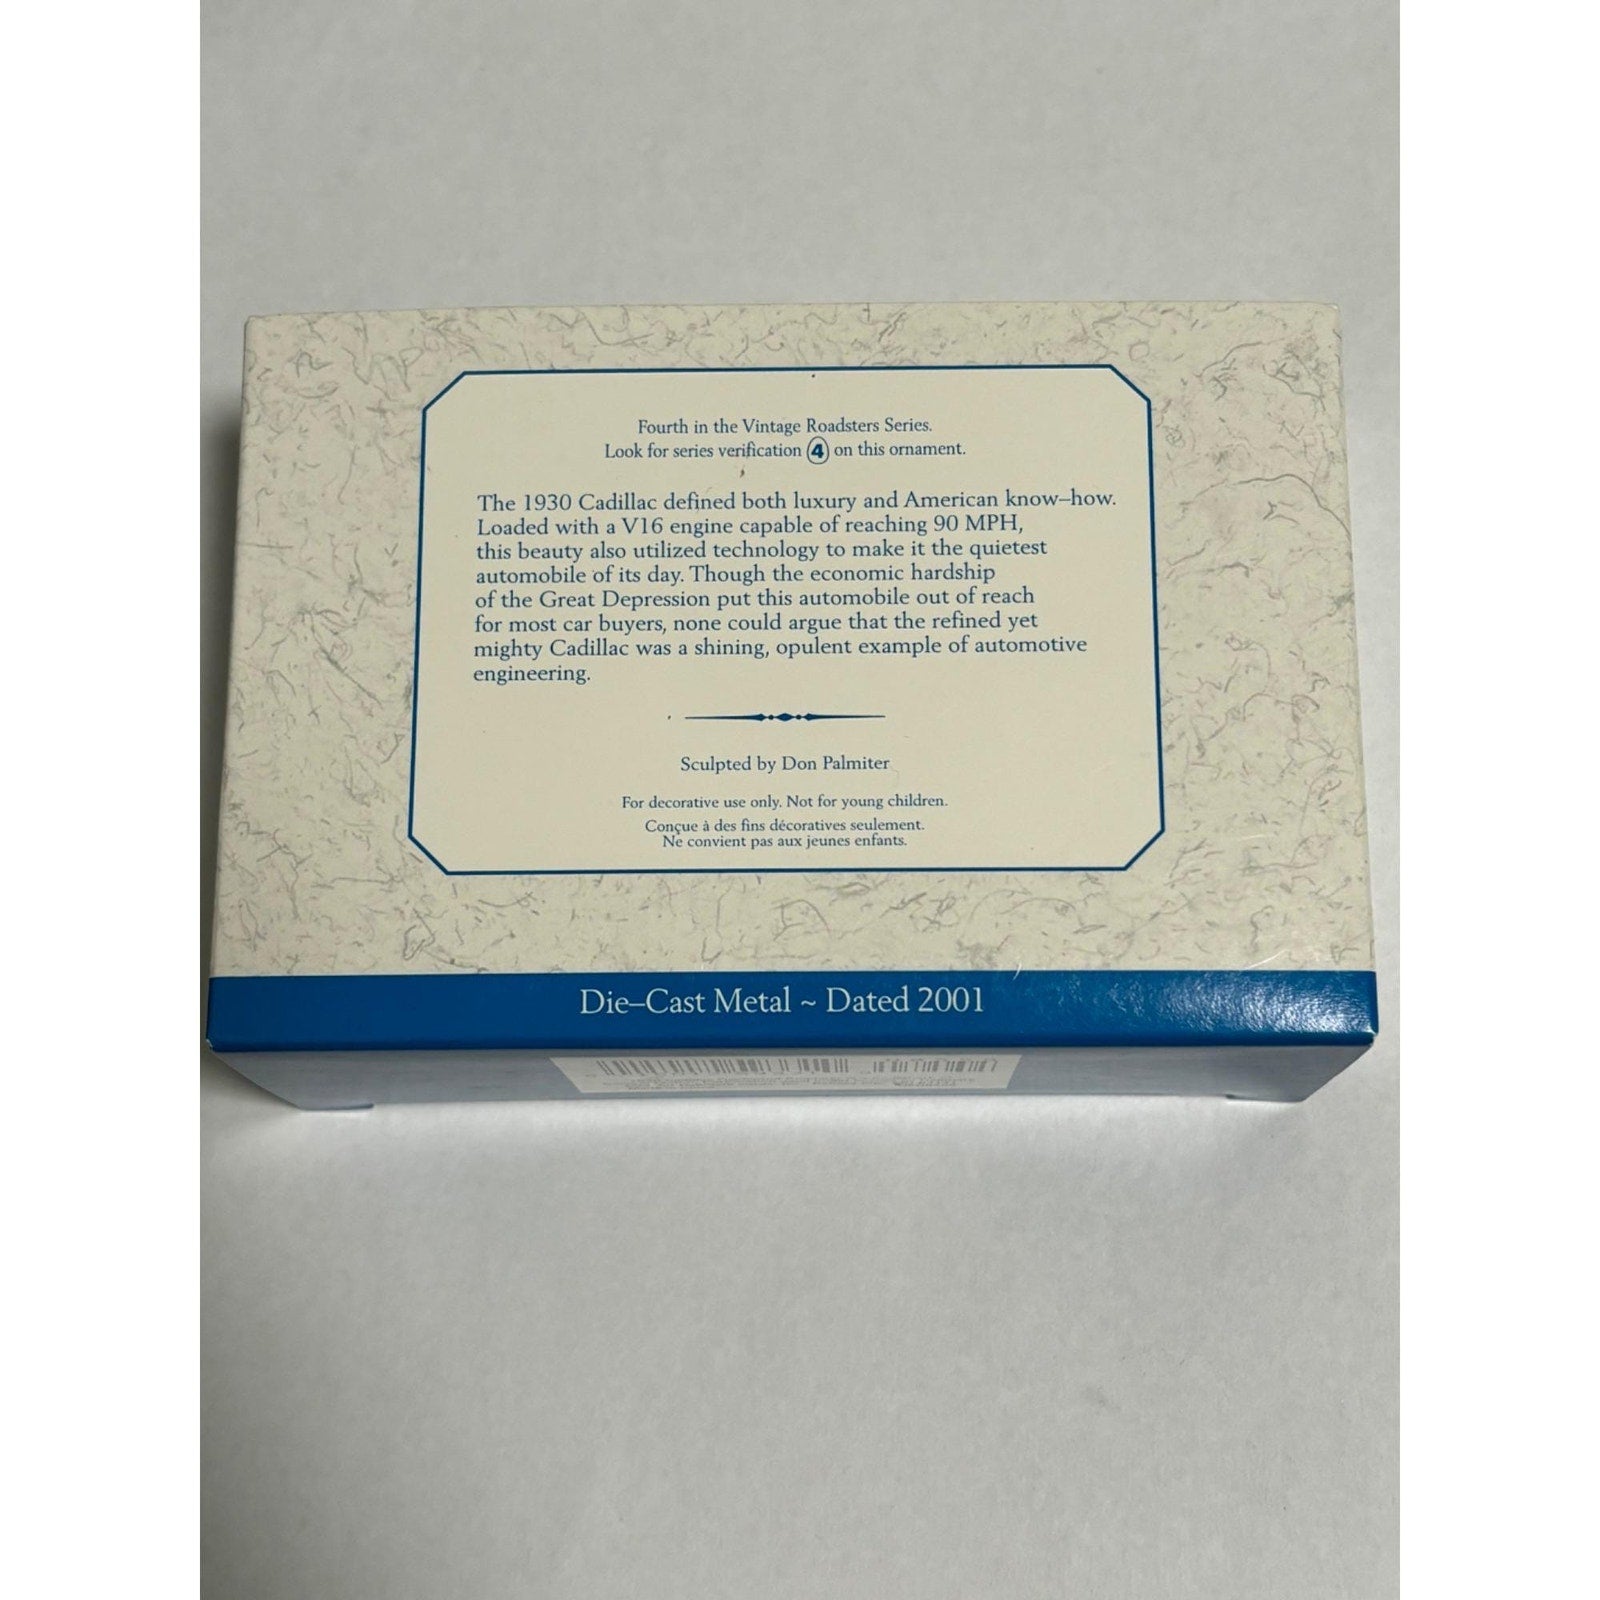 Fourth in the Vintage Roadsters Series.
Look for series verification 4 on this ornament.
The 1930 Cadillac defined both luxury and American know–how.
Loaded with a V16 engine capable of reaching 90 MPH,
this beauty also utilized technology to make it the quietest
automobile of its day. Though the economic hardship
of the Great Depression put this automobile out of reach
for most car buyers, none could argue that the refined yet
mighty Cadillac was a shining, opulent example of automotive
engineering.
Sculpted by Don Palmiter
For decorative use only. Not for young children.
Conçue à des fins décoratives seulement.
Ne convient pas aux jeunes enfants.
Die–Cast Metal ~ Dated 2001